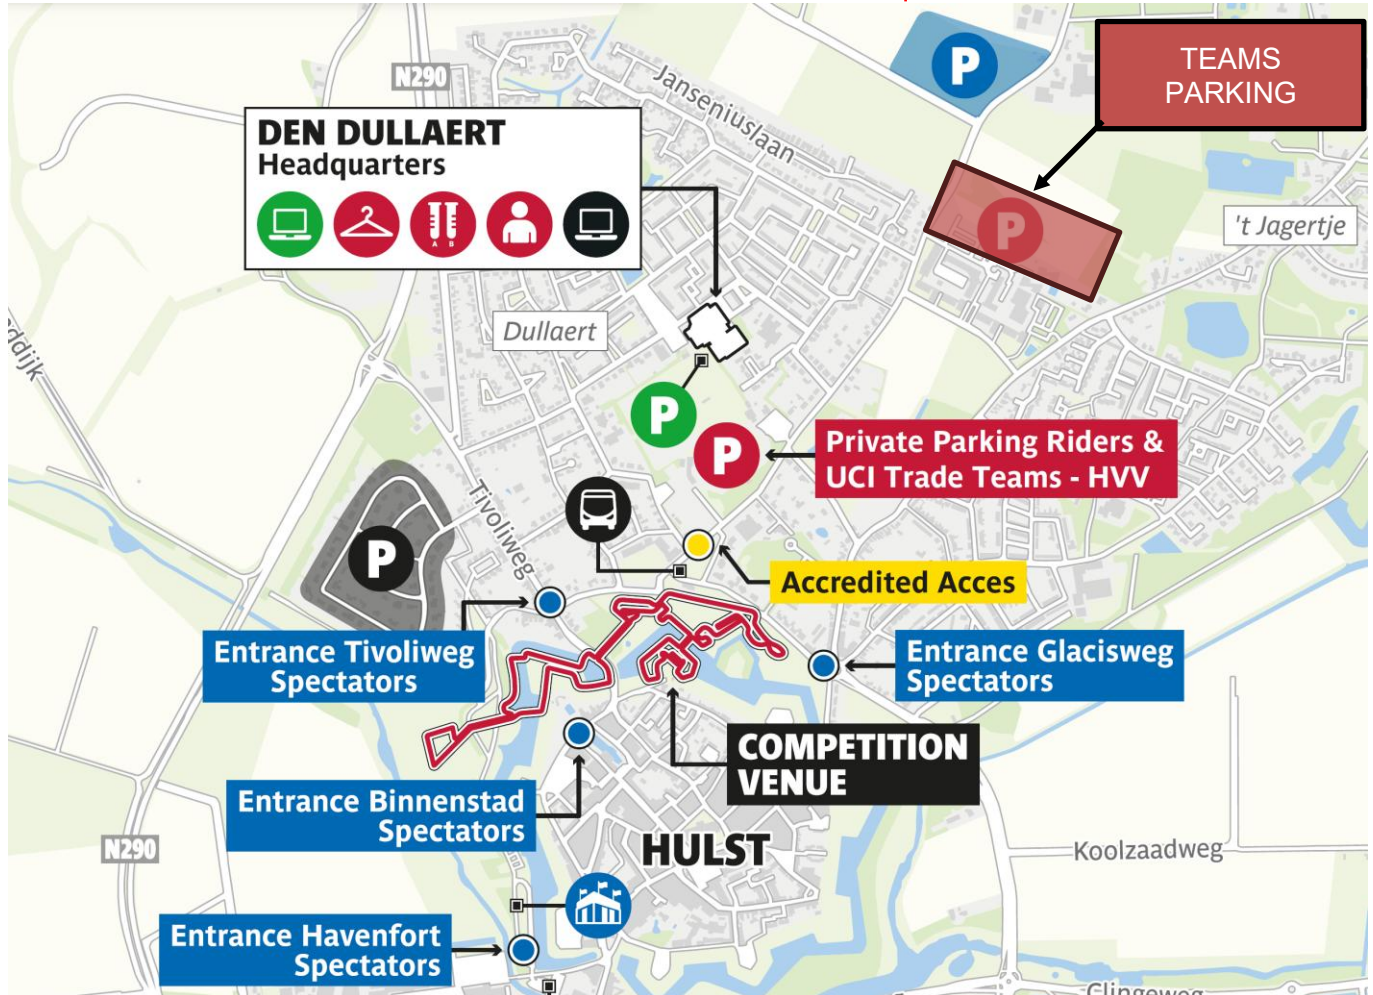 N290
TEAMS
PARKING
P
Janseniuslaan
DEN DULLAERT
Headquarters
A B
P
't Jagertje
Dullaert
P
P
Private Parking Riders &
UCI Trade Teams - HVV
Tivoliweg
P
Accredited Acces
Entrance Tivoliweg
Spectators
Entrance Glacisweg
Spectators
COMPETITION
VENUE
Entrance Binnenstad
Spectators
HULST
N290
Koolzaadweg
Entrance Havenfort
Spectators